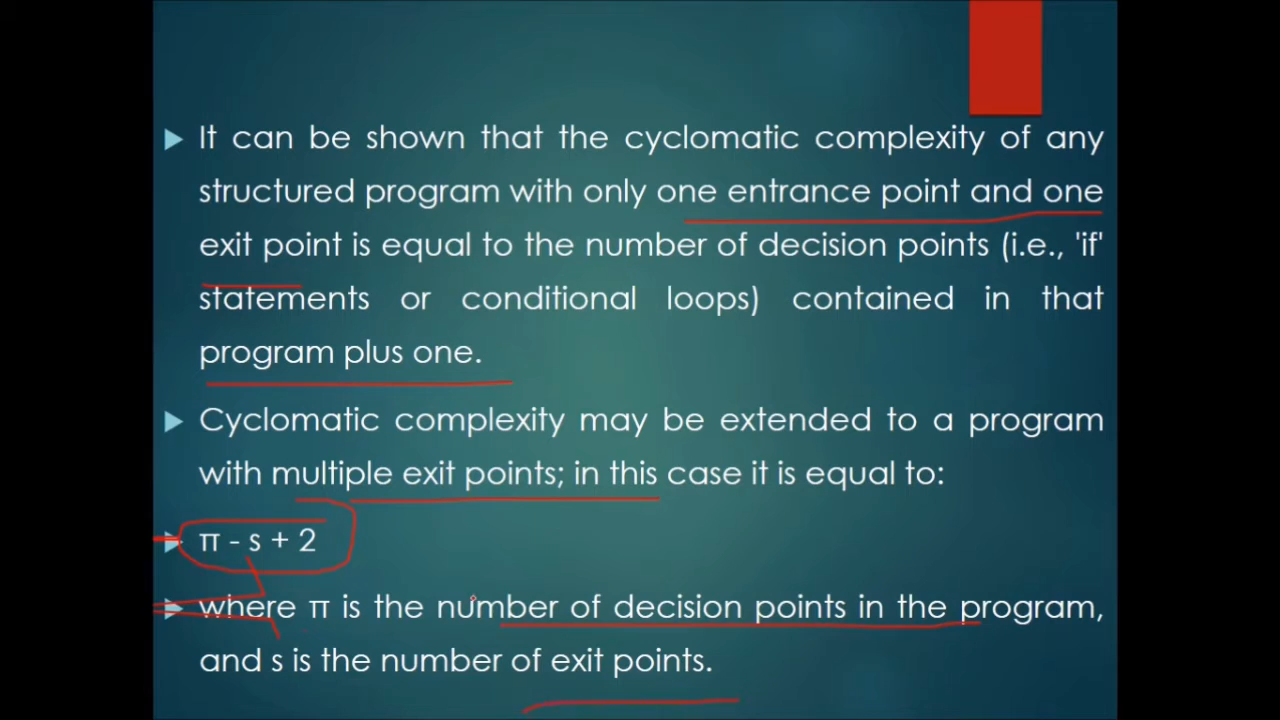 It can be shown that the cyclomatic complexity of any
structured program with only one entrance point and one
exit point is equal to the number of decision points (i.e., 'if'
statements or conditional loops) contained in that
program plus one.
Cyclomatic complexity may be extended to a program
with multiple exit points; in this case it is equal to:
π - s + 2
where π is the number of decision points in the program,
and s is the number of exit points.